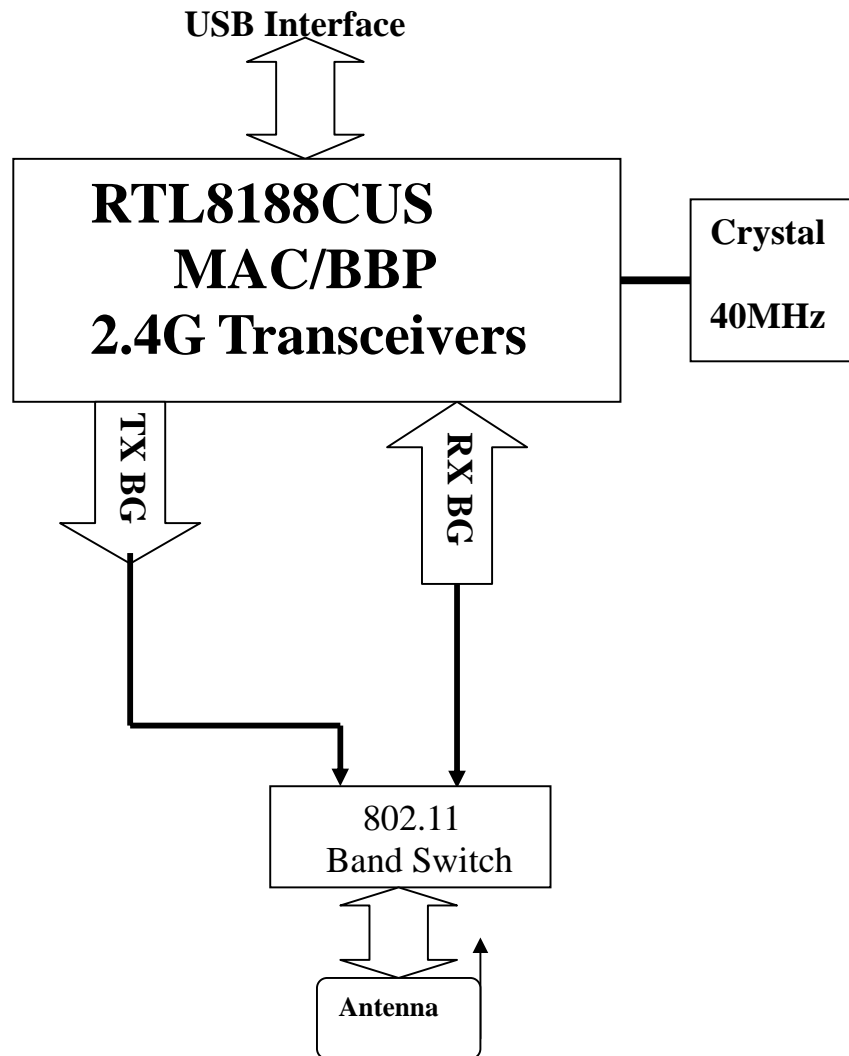 USB Interface
RTL8188CUS
MAC/BBP
2.4G Transceivers
Crystal
40MHz
TX BG
RX BG
802.11
Band Switch
Antenna